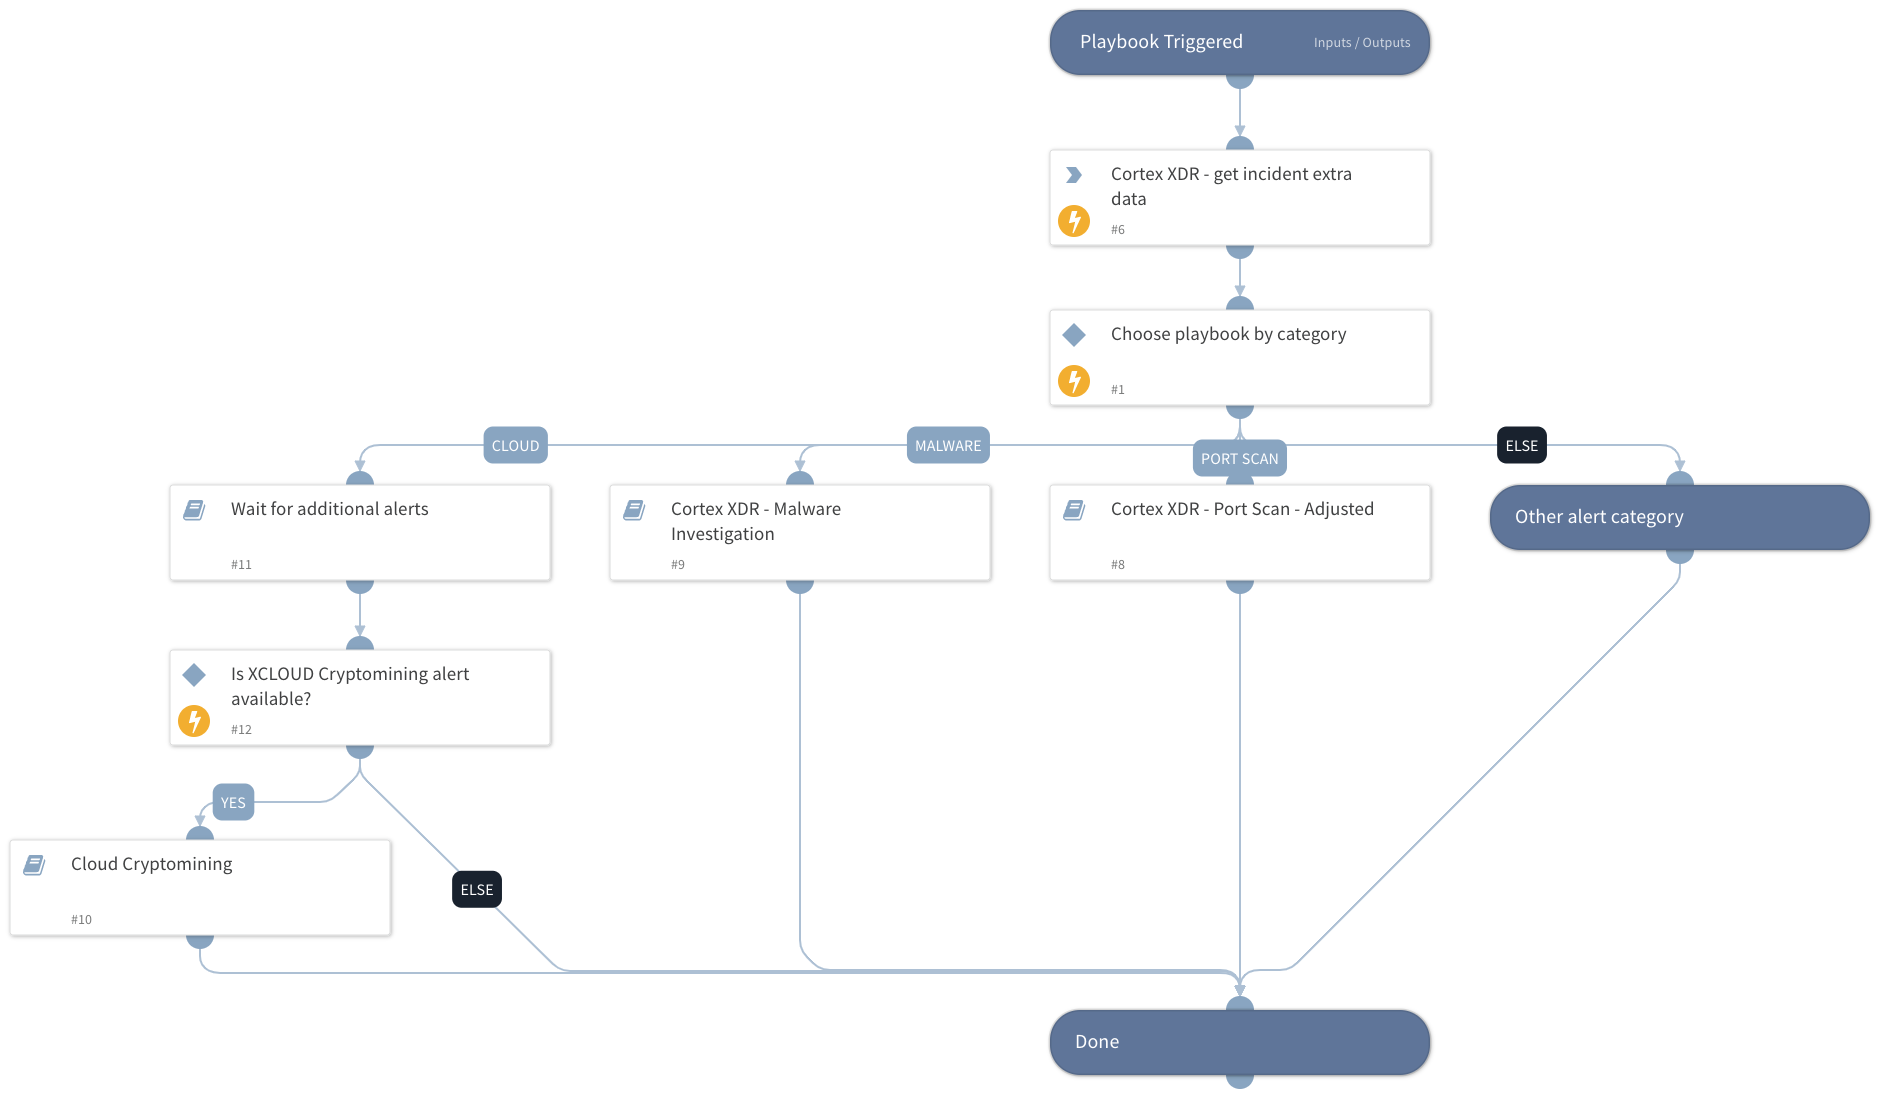 Playbook Triggered
Inputs / Outputs
Cortex XDR - get incident extra
data
#6
Choose playbook by category
#1
CLOUD
MALWARE
PORT SCAN
ELSE
Wait for additional alerts
#11
Cortex XDR - Malware
Investigation
#9
Cortex XDR - Port Scan - Adjusted
#8
Other alert category
Is XCLOUD Cryptomining alert
available?
#12
YES
ELSE
Cloud Cryptomining
#10
Done